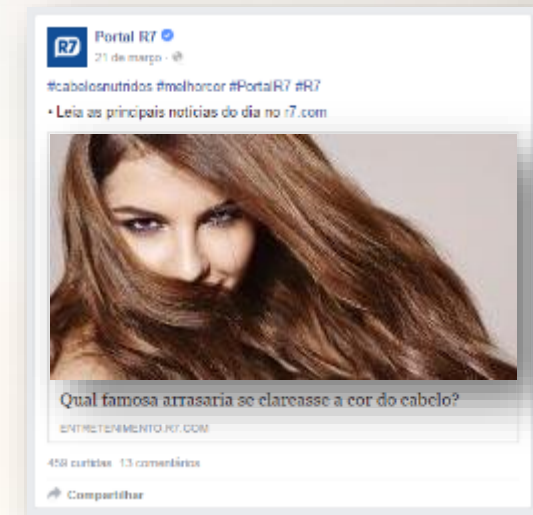 R7
Portal R7
21 de março
#cabelosnutridos #melhorcor #PortalR7 #R7
• Leia as principais notícias do dia no r7.com
Qual famosa arrasaria se clareasse a cor do cabelo?
ENTRETENIMENTO.R7.COM
459 curtidas 13 comentários
Compartilhar